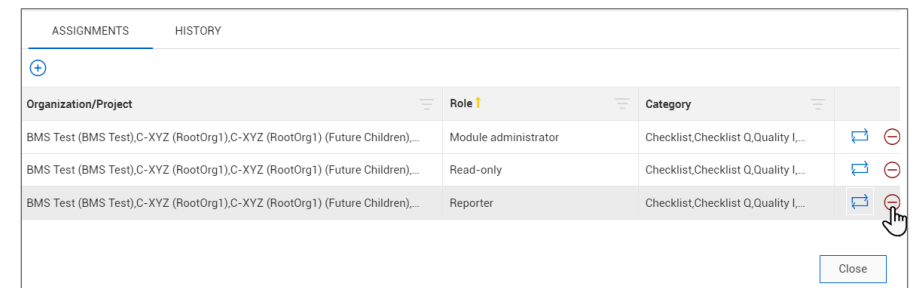 ASSIGNMENTS HISTORY
Organization/Project Role Category
BMS Test (BMS Test),C-XYZ (RootOrg1),C-XYZ (RootOrg1) (Future Children),... Module administrator Checklist,Checklist Q,Quality I,...
BMS Test (BMS Test),C-XYZ (RootOrg1),C-XYZ (RootOrg1) (Future Children),... Read-only Checklist,Checklist Q,Quality I,...
BMS Test (BMS Test),C-XYZ (RootOrg1),C-XYZ (RootOrg1) (Future Children),... Reporter Checklist,Checklist Q,Quality I,...
Close